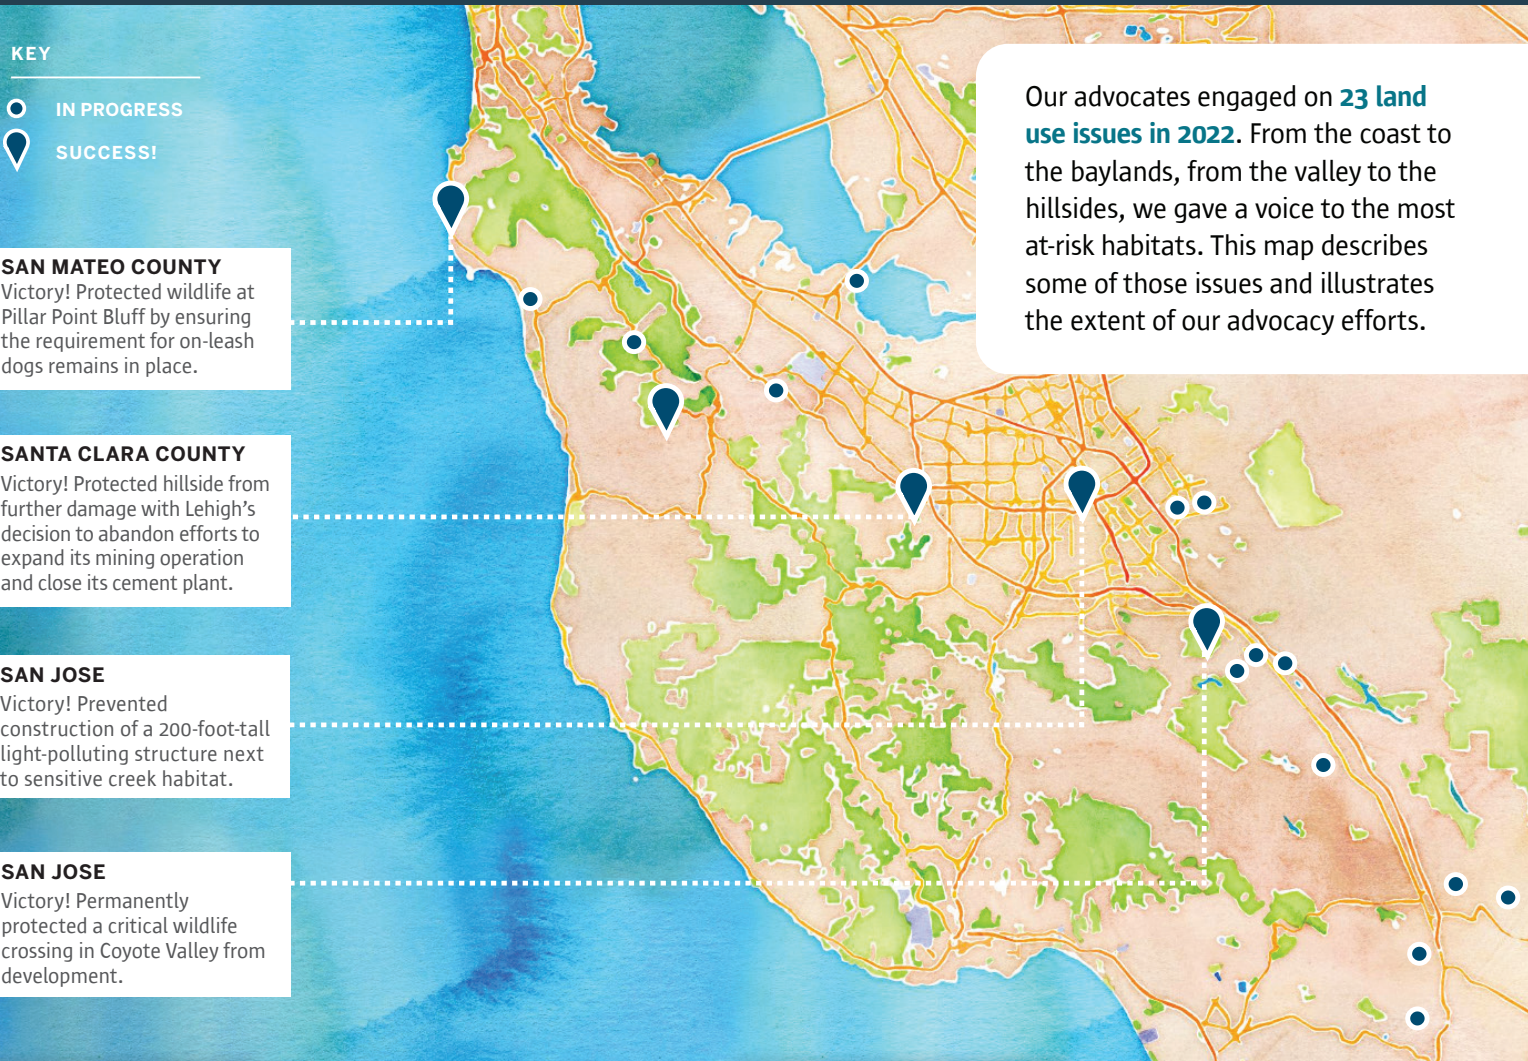 KEY
IN PROGRESS
SUCCESS!
Our advocates engaged on 23 land
use issues in 2022. From the coast to
the baylands, from the valley to the
hillsides, we gave a voice to the most
at-risk habitats. This map describes
some of those issues and illustrates
the extent of our advocacy efforts.
SAN MATEO COUNTY
Victory! Protected wildlife at
Pillar Point Bluff by ensuring
the requirement for on-leash
dogs remains in place.
SANTA CLARA COUNTY
Victory! Protected hillside from
further damage with Lehigh’s
decision to abandon efforts to
expand its mining operation
and close its cement plant.
SAN JOSE
Victory! Prevented
construction of a 200-foot-tall
light-polluting structure next
to sensitive creek habitat.
SAN JOSE
Victory! Permanently
protected a critical wildlife
crossing in Coyote Valley from
development.